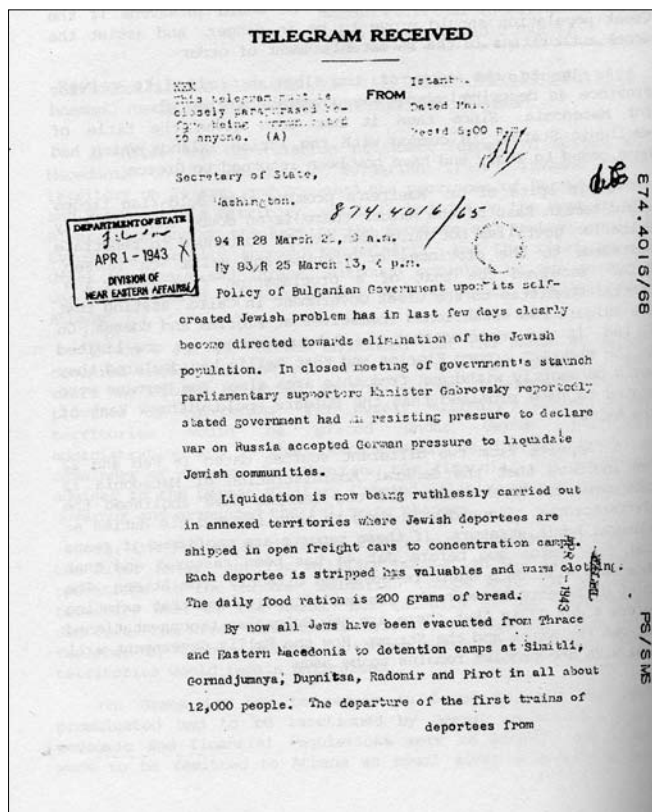 TELEGRAM RECEIVED
This telegram must be
closely paraphrased be-
fore being communicated
to anyone. (A)
FROM
Dated
Rec'd 5:00 p.m.
Secretary of State,
Washington.
874.4016/65
DEPARTMENT OF STATE
APR 1 - 1943
DIVISION OF
NEAR EASTERN AFFAIRS
94 R 28 March 21, 9 a.m.
My 83/R 25 March 13, 4 p.m.
Policy of Bulgarian Government upon its self-
created Jewish problem has in last few days clearly
become directed towards elimination of the Jewish
population. In closed meeting of government's staunch
parliamentary supporters Minister Gabrovsky reportedly
stated government had in resisting pressure to declare
war on Russia accepted German pressure to liquidate
Jewish communities.
Liquidation is now being ruthlessly carried out
in annexed territories where Jewish deportees are
shipped in open freight cars to concentration camps.
Each deportee is stripped his valuables and warm clothing.
The daily food ration is 200 grams of bread.
By now all Jews have been evacuated from Thrace
and Eastern Macedonia to detention camps at Simitli,
Gornadjumaya, Dupnitsa, Radomir and Pirot in all about
12,000 people. The departure of the first trains of
deportees from
874.4016/68
PS/SMS